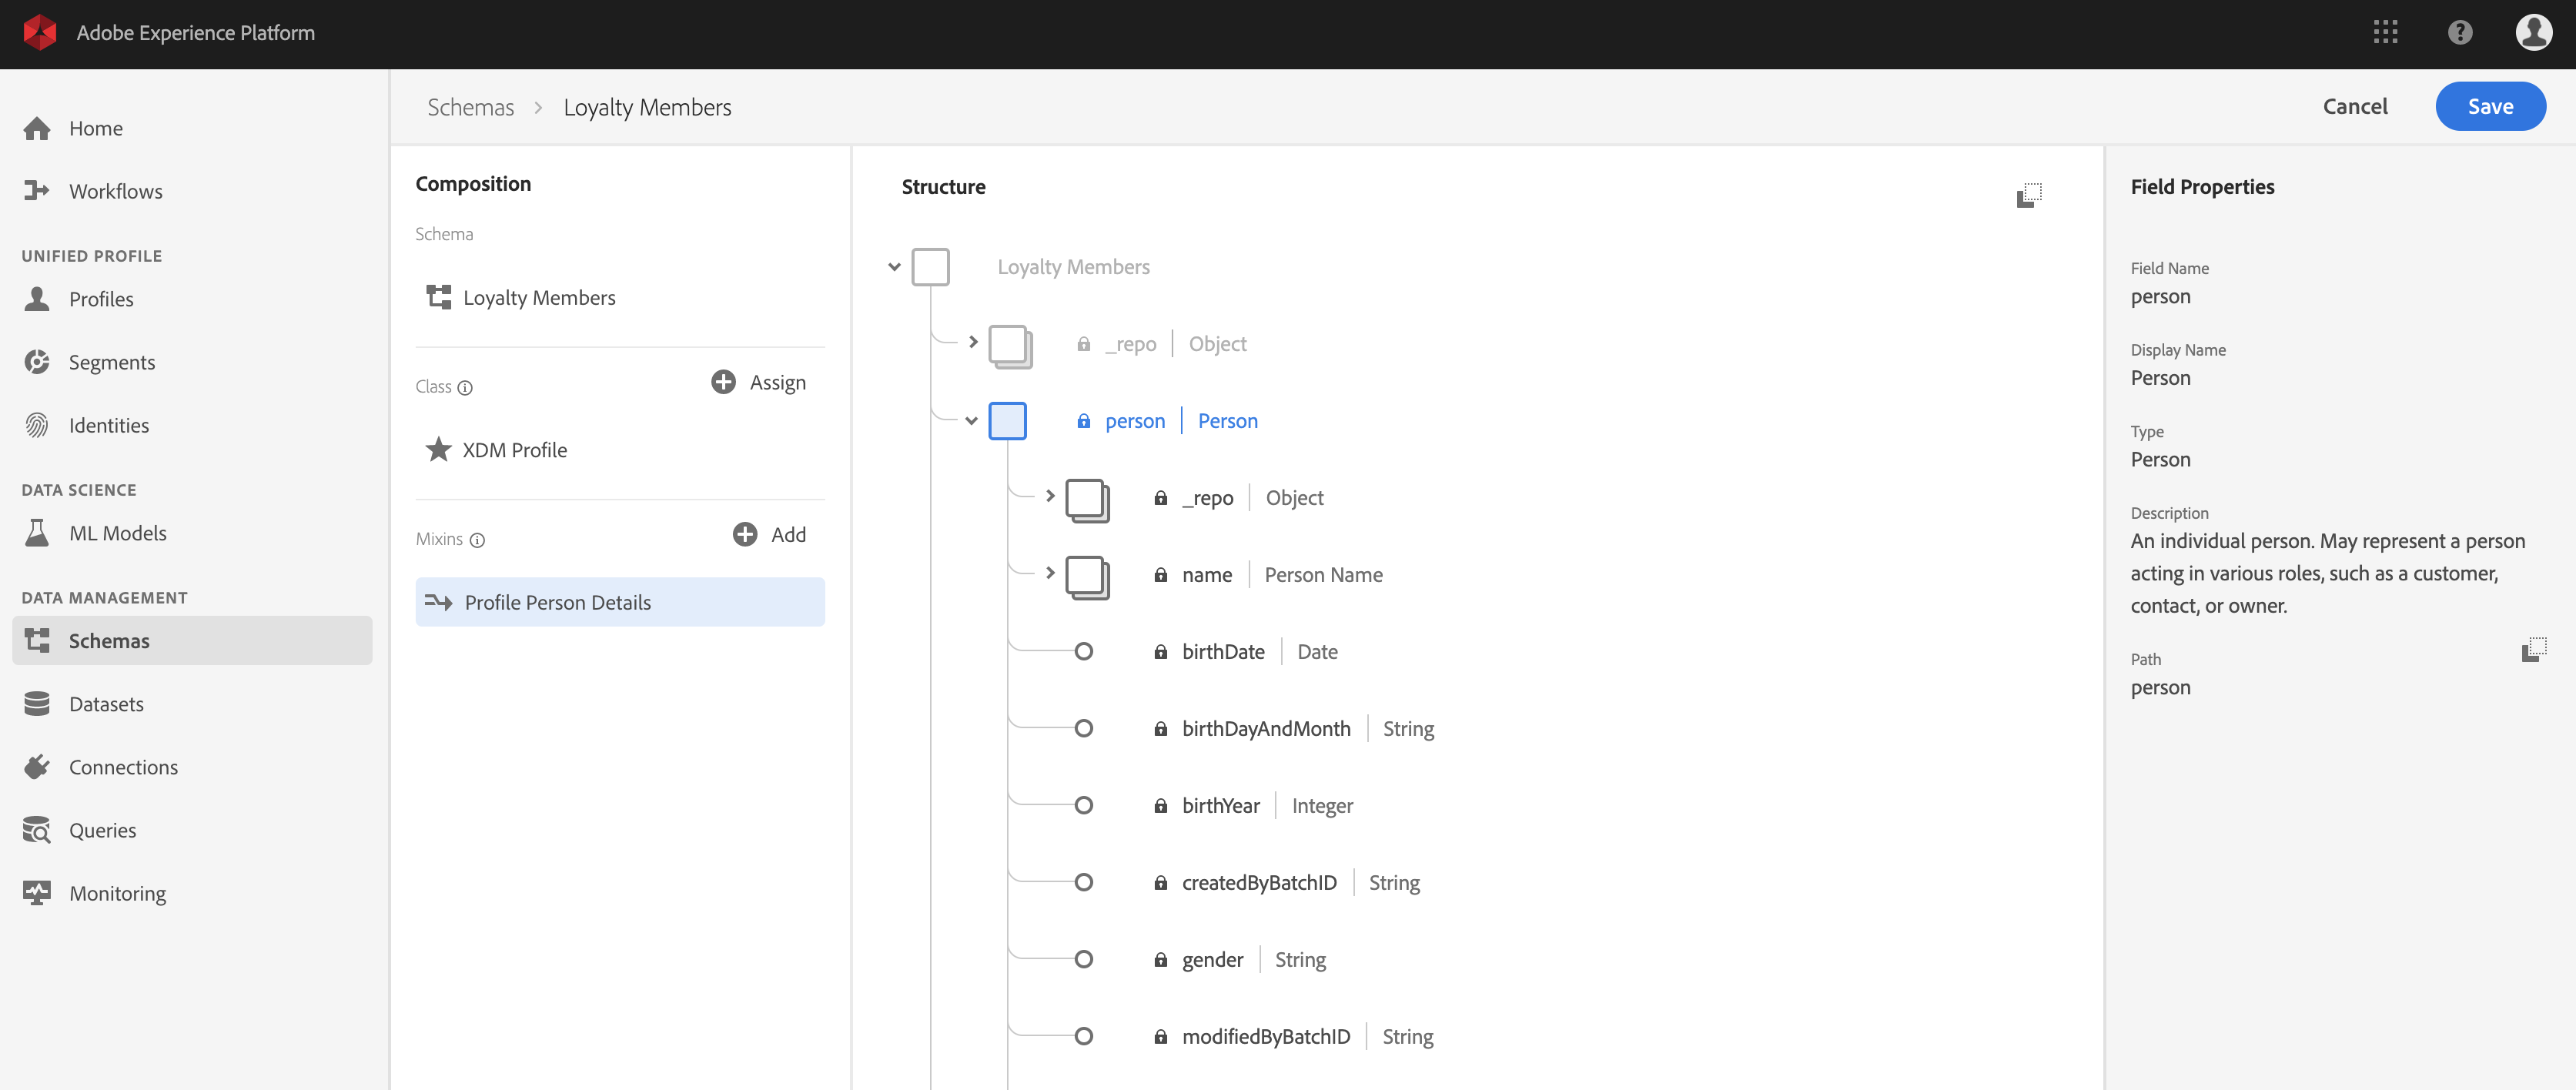 Adobe Experience Platform
Home
Workflows
UNIFIED PROFILE
Profiles
Segments
Identities
DATA SCIENCE
ML Models
DATA MANAGEMENT
Schemas
Datasets
Connections
Queries
Monitoring
Schemas > Loyalty Members
Cancel
Save
Composition
Schema
Loyalty Members
Class
Assign
XDM Profile
Mixins
Add
Profile Person Details
Structure
Loyalty Members
_repo | Object
person | Person
_repo | Object
name | Person Name
birthDate | Date
birthDayAndMonth | String
birthYear | Integer
createdByBatchID | String
gender | String
modifiedByBatchID | String
Field Properties
Field Name
person
Display Name
Person
Type
Person
Description
An individual person. May represent a person
acting in various roles, such as a customer,
contact, or owner.
Path
person